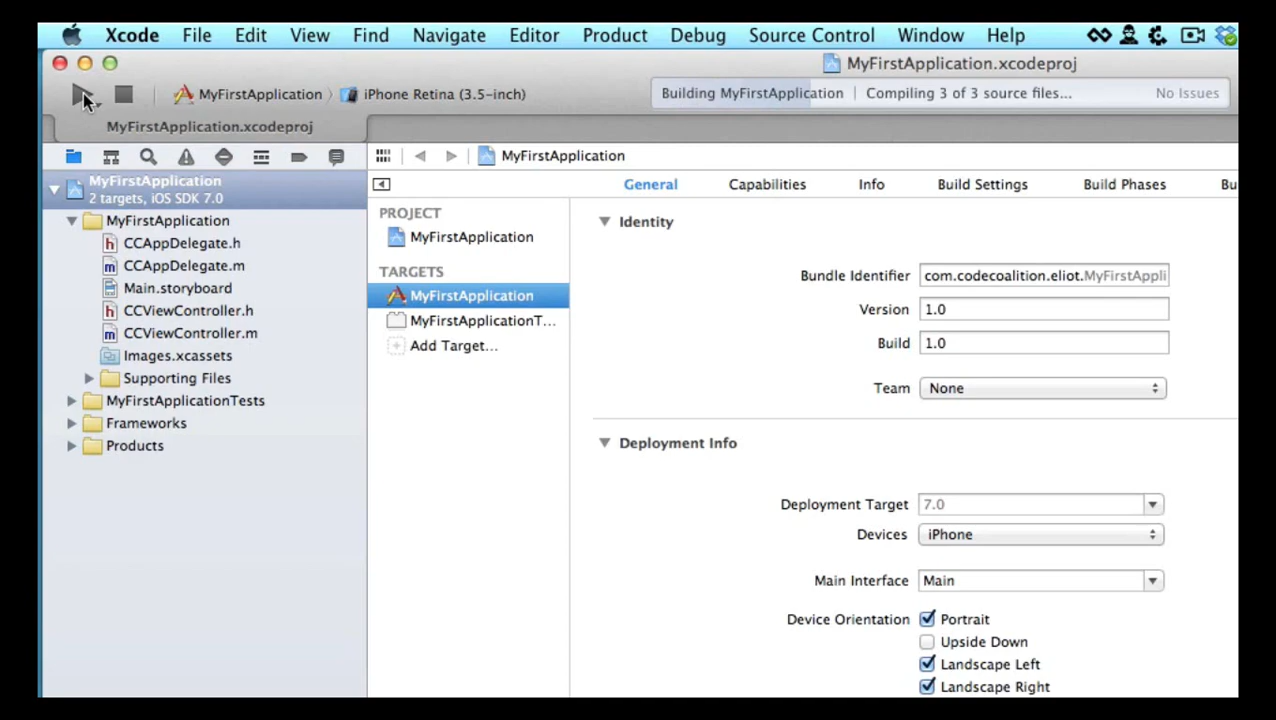 Xcode File Edit View Find Navigate Editor Product Debug Source Control Window Help
MyFirstApplication.xcodeproj
MyFirstApplication iPhone Retina (3.5-inch)
Building MyFirstApplication | Compiling 3 of 3 source files... No Issues
MyFirstApplication.xcodeproj
MyFirstApplication
MyFirstApplication
2 targets, iOS SDK 7.0
MyFirstApplication
h CCAppDelegate.h
m CCAppDelegate.m
Main.storyboard
h CCViewController.h
m CCViewController.m
Images.xcassets
Supporting Files
MyFirstApplicationTests
Frameworks
Products
General Capabilities Info Build Settings Build Phases Bu
PROJECT
MyFirstApplication
TARGETS
MyFirstApplication
MyFirstApplicationT...
Add Target...
Identity
Bundle Identifier com.codecoalition.eliot.MyFirstAppli
Version 1.0
Build 1.0
Team None
Deployment Info
Deployment Target 7.0
Devices iPhone
Main Interface Main
Device Orientation Portrait
Upside Down
Landscape Left
Landscape Right